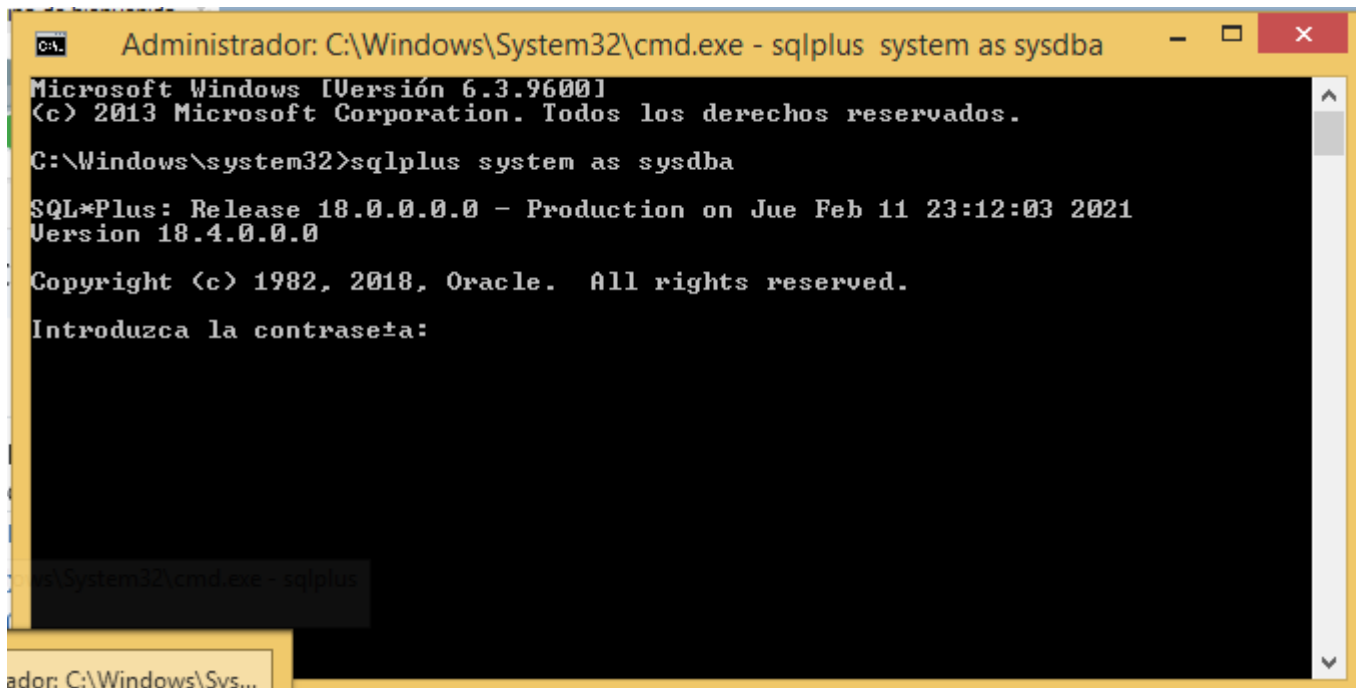 Administrador: C:\Windows\System32\cmd.exe - sqlplus  system as sysdba
Microsoft Windows [Versión 6.3.9600]
(c) 2013 Microsoft Corporation. Todos los derechos reservados.
C:\Windows\system32>sqlplus system as sysdba
SQL*Plus: Release 18.0.0.0.0 - Production on Jue Feb 11 23:12:03 2021
Version 18.4.0.0.0
Copyright (c) 1982, 2018, Oracle.  All rights reserved.
Introduzca la contrase±a:
ows\System32\cmd.exe - sqlplus
ador: C:\Windows\Sys...